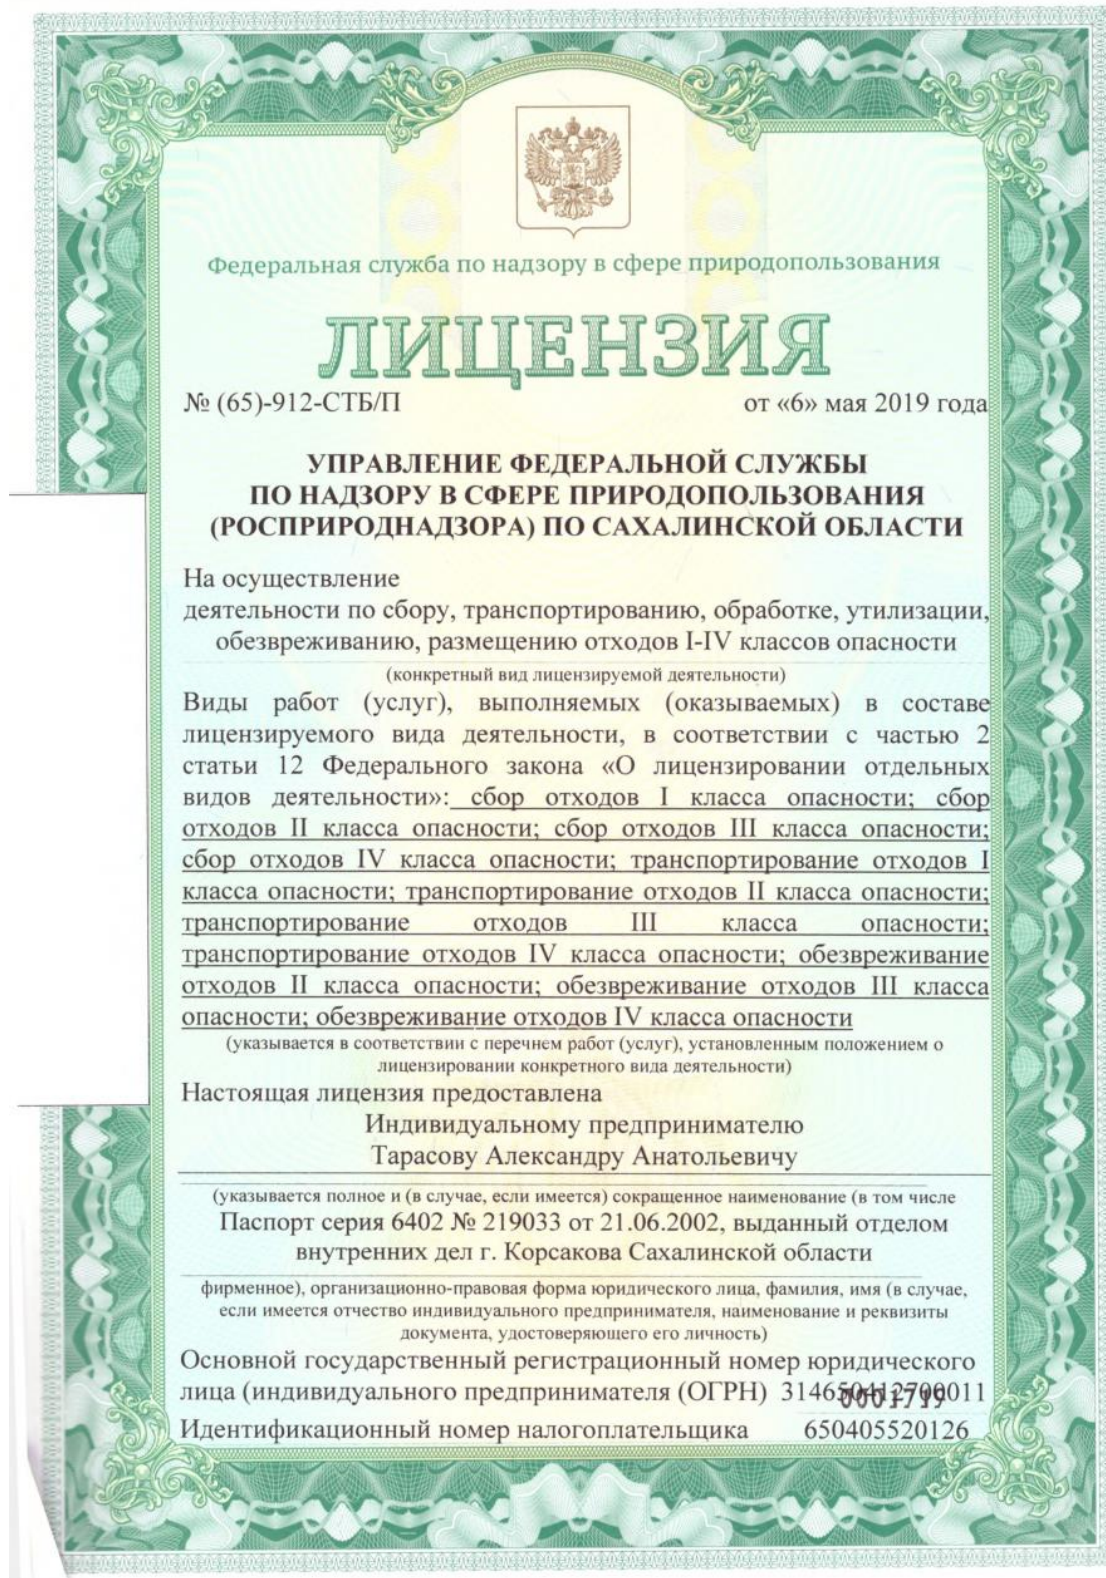 Федеральная служба по надзору в сфере природопользования
ЛИЦЕНЗИЯ
№ (65)-912-СТБ/П от «6» мая 2019 года
УПРАВЛЕНИЕ ФЕДЕРАЛЬНОЙ СЛУЖБЫ
ПО НАДЗОРУ В СФЕРЕ ПРИРОДОПОЛЬЗОВАНИЯ
(РОСПРИРОДНАДЗОРА) ПО САХАЛИНСКОЙ ОБЛАСТИ
На осуществление
деятельности по сбору, транспортированию, обработке, утилизации,
обезвреживанию, размещению отходов I-IV классов опасности
(конкретный вид лицензируемой деятельности)
Виды работ (услуг), выполняемых (оказываемых) в составе
лицензируемого вида деятельности, в соответствии с частью 2
статьи 12 Федерального закона «О лицензировании отдельных
видов деятельности»: сбор отходов I класса опасности; сбор
отходов II класса опасности; сбор отходов III класса опасности;
сбор отходов IV класса опасности; транспортирование отходов I
класса опасности; транспортирование отходов II класса опасности;
транспортирование отходов III класса опасности;
транспортирование отходов IV класса опасности; обезвреживание
отходов II класса опасности; обезвреживание отходов III класса
опасности; обезвреживание отходов IV класса опасности
(указывается в соответствии с перечнем работ (услуг), установленным положением о
лицензировании конкретного вида деятельности)
Настоящая лицензия предоставлена
Индивидуальному предпринимателю
Тарасову Александру Анатольевичу
(указывается полное и (в случае, если имеется) сокращенное наименование (в том числе
Паспорт серия 6402 № 219033 от 21.06.2002, выданный отделом
внутренних дел г. Корсакова Сахалинской области
фирменное), организационно-правовая форма юридического лица, фамилия, имя (в случае,
если имеется отчество индивидуального предпринимателя, наименование и реквизиты
документа, удостоверяющего его личность)
Основной государственный регистрационный номер юридического
лица (индивидуального предпринимателя (ОГРН) 314650412700011
0001719
Идентификационный номер налогоплательщика 650405520126